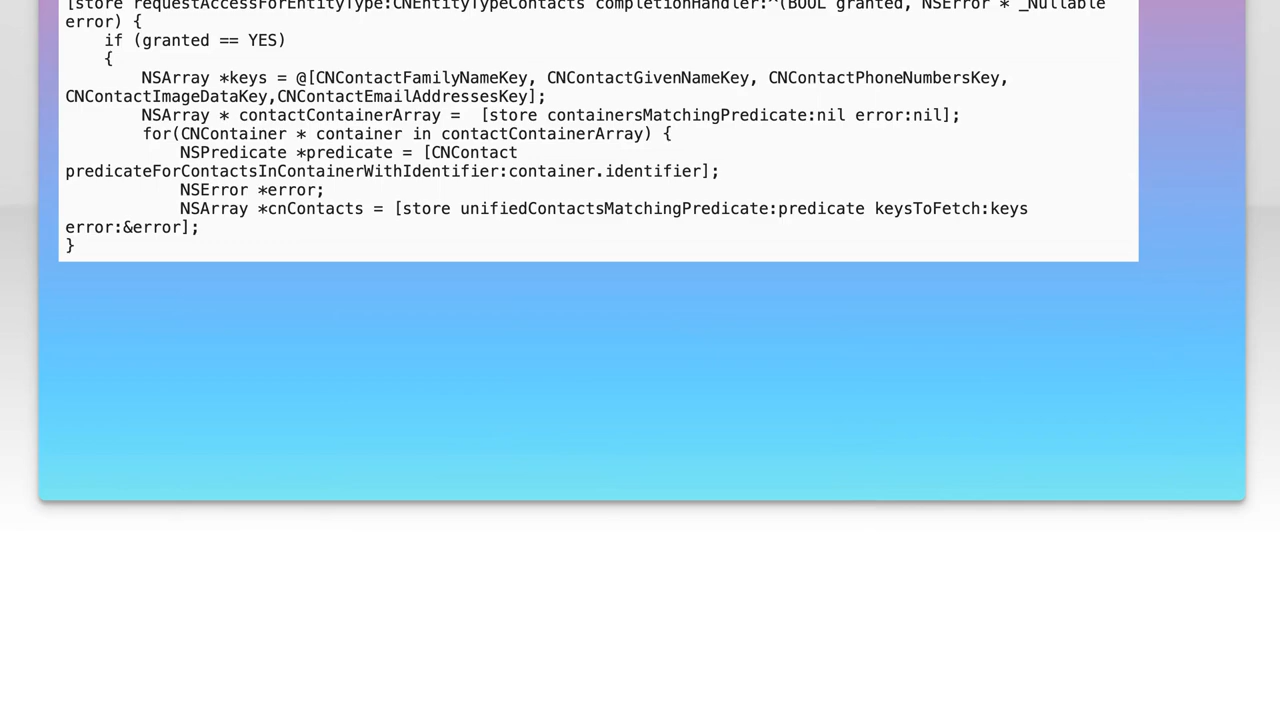 [store requestAccessForEntityType:CNEntityTypeContacts completionHandler:^(BOOL granted, NSError * _Nullable
error) {
    if (granted == YES)
    {
        NSArray *keys = @[CNContactFamilyNameKey, CNContactGivenNameKey, CNContactPhoneNumbersKey,
CNContactImageDataKey,CNContactEmailAddressesKey];
        NSArray * contactContainerArray =  [store containersMatchingPredicate:nil error:nil];
        for(CNContainer * container in contactContainerArray) {
            NSPredicate *predicate = [CNContact
predicateForContactsInContainerWithIdentifier:container.identifier];
            NSError *error;
            NSArray *cnContacts = [store unifiedContactsMatchingPredicate:predicate keysToFetch:keys
error:&error];
}